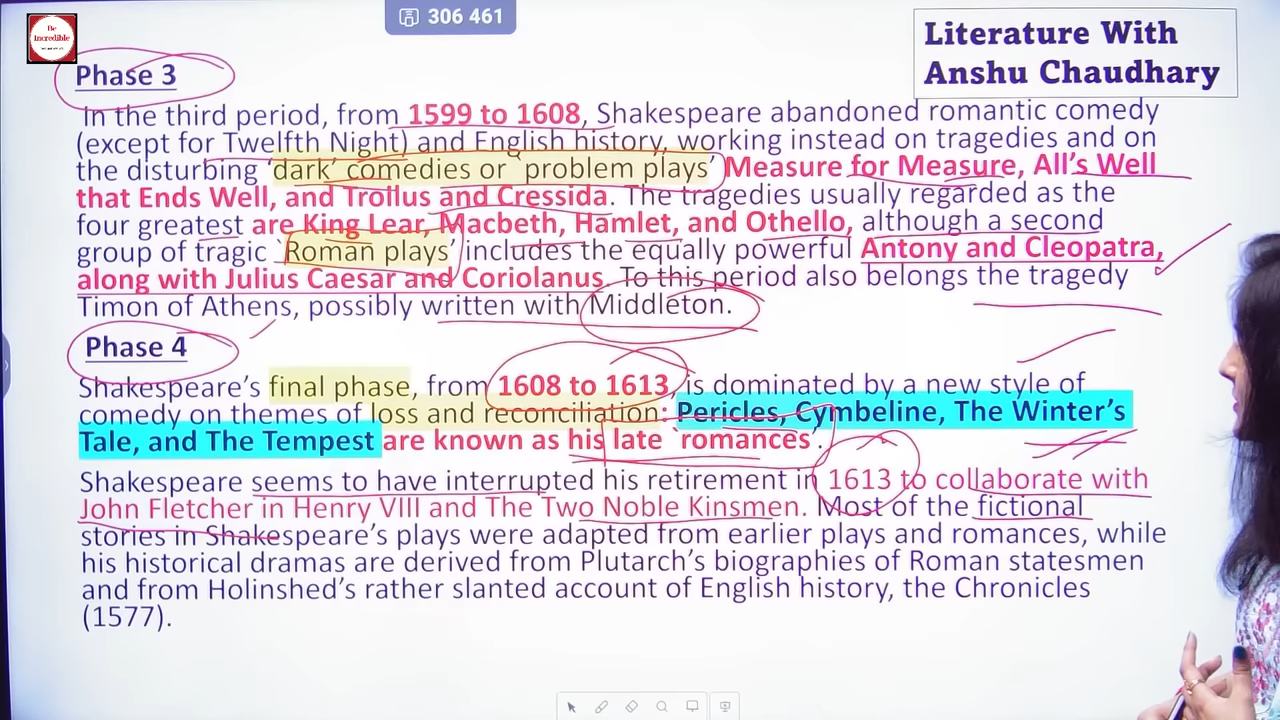 Be
Incredible
306 461
Literature With
Anshu Chaudhary
Phase 3
In the third period, from 1599 to 1608, Shakespeare abandoned romantic comedy
(except for Twelfth Night) and English history, working instead on tragedies and on
the disturbing ‘dark’ comedies or `problem plays’ Measure for Measure, All’s Well
that Ends Well, and Trollus and Cressida. The tragedies usually regarded as the
four greatest are King Lear, Macbeth, Hamlet, and Othello, although a second
group of tragic `Roman plays’ includes the equally powerful Antony and Cleopatra,
along with Julius Caesar and Coriolanus. To this period also belongs the tragedy
Timon of Athens, possibly written with Middleton.
Phase 4
Shakespeare’s final phase, from 1608 to 1613, is dominated by a new style of
comedy on themes of loss and reconciliation: Pericles, Cymbeline, The Winter’s
Tale, and The Tempest are known as his late `romances’.
Shakespeare seems to have interrupted his retirement in 1613 to collaborate with
John Fletcher in Henry VIII and The Two Noble Kinsmen. Most of the fictional
stories in Shakespeare’s plays were adapted from earlier plays and romances, while
his historical dramas are derived from Plutarch’s biographies of Roman statesmen
and from Holinshed’s rather slanted account of English history, the Chronicles
(1577).